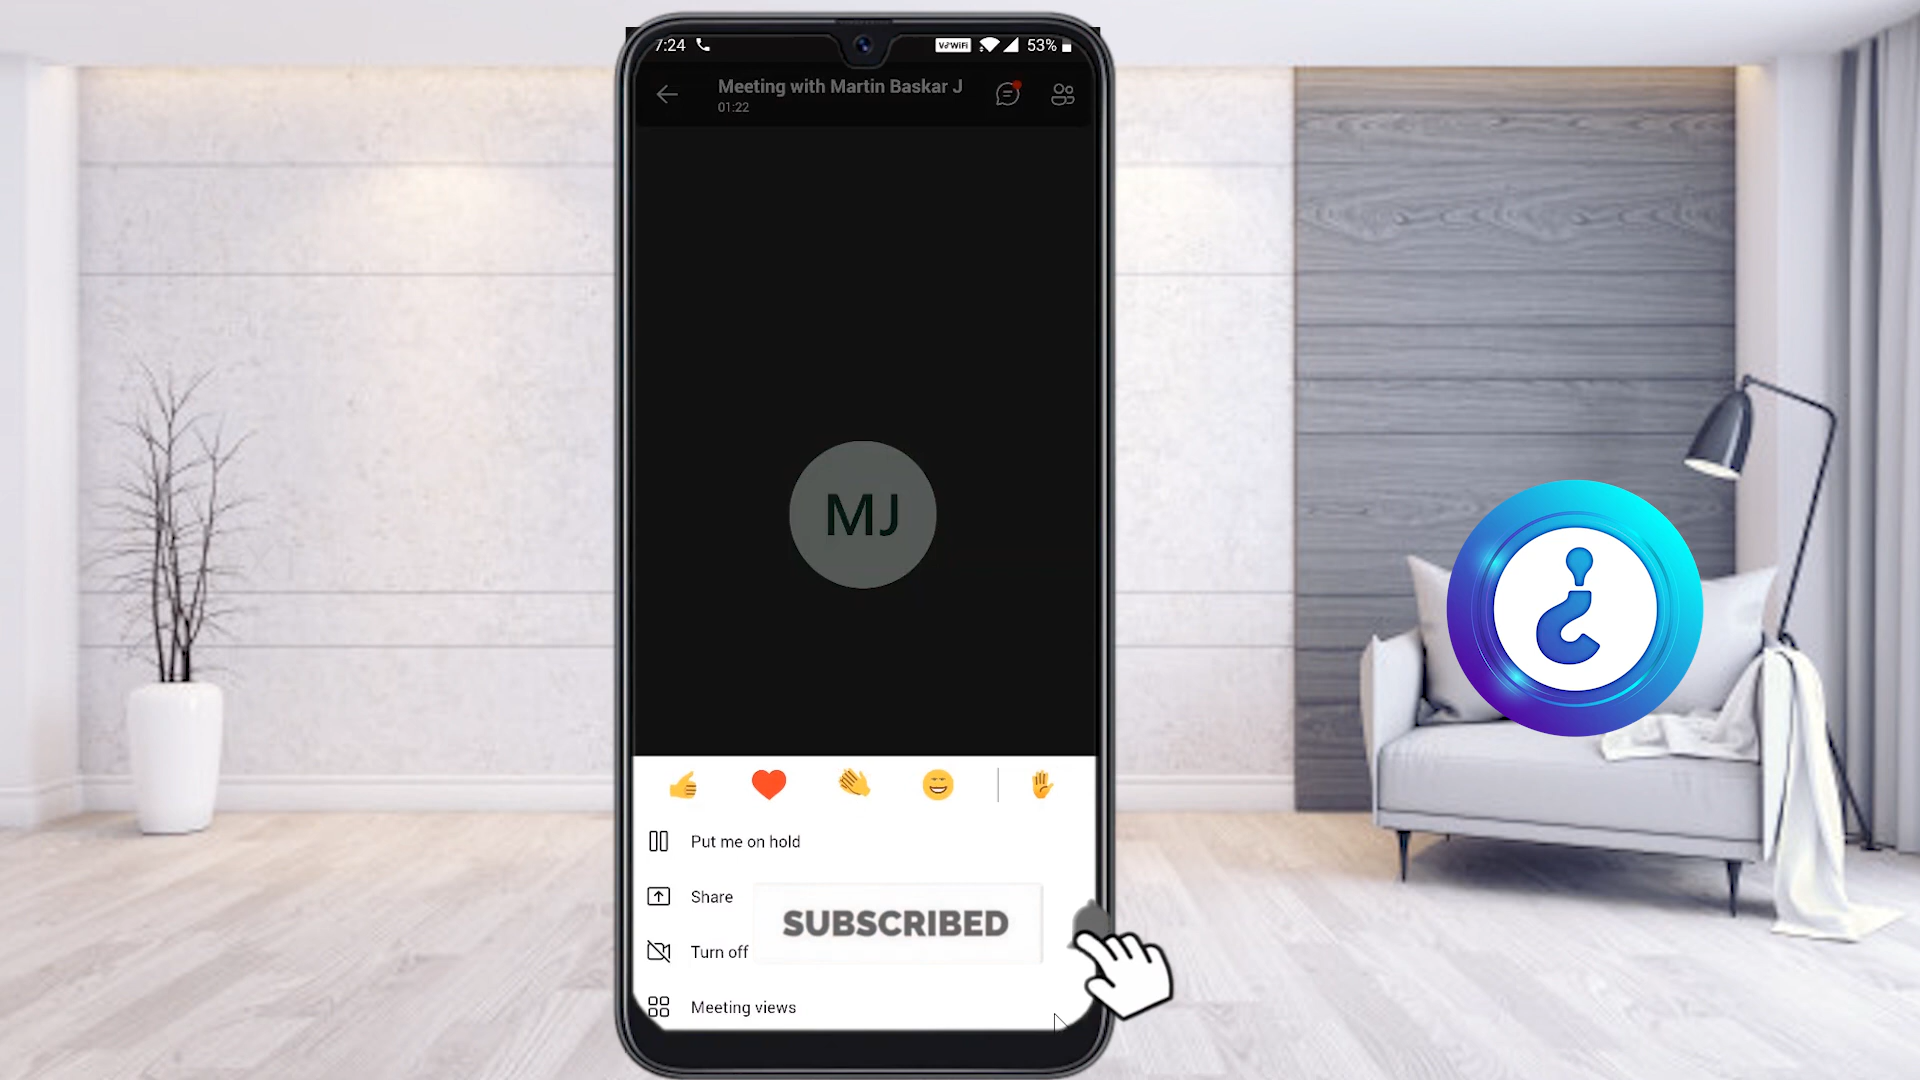 7:24
VoWiFi
53%
Meeting with Martin Baskar J
01:22
MJ
Put me on hold
Share
SUBSCRIBED
Turn off
Meeting views